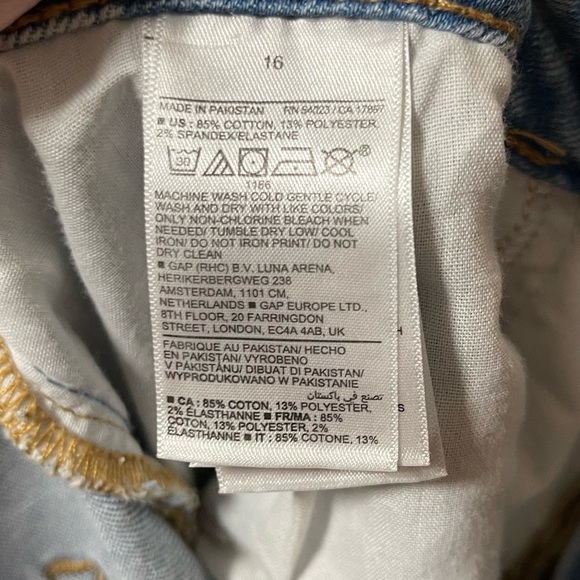 16
MADE IN PAKISTAN RN 54023 / CA 17897
■ US : 85% COTTON, 13% POLYESTER,
2% SPANDEX/ELASTANE
30 ®
1186
MACHINE WASH COLD GENTLE CYCLE/
WASH AND DRY WITH LIKE COLORS/
ONLY NON-CHLORINE BLEACH WHEN
NEEDED/ TUMBLE DRY LOW/ COOL
IRON/ DO NOT IRON PRINT/ DO NOT
DRY CLEAN
■ GAP (RHC) B.V. LUNA ARENA,
HERIKERBERGWEG 238
AMSTERDAM, 1101 CM,
NETHERLANDS ■ GAP EUROPE LTD.,
8TH FLOOR, 20 FARRINGDON
STREET, LONDON, EC4A 4AB, UK
FABRIQUE AU PAKISTAN/ HECHO
EN PAKISTAN/ VYROBENO
V PÁKISTÁNU/ DIBUAT DI PAKISTAN/
WYPRODUKOWANO W PAKISTANIE
تصنع في باكستان
■ CA : 85% COTON, 13% POLYESTER,
2% ÉLASTHANNE ■ FR/MA : 85%
COTON, 13% POLYESTER, 2%
ÉLASTHANNE ■ IT : 85% COTONE, 13%